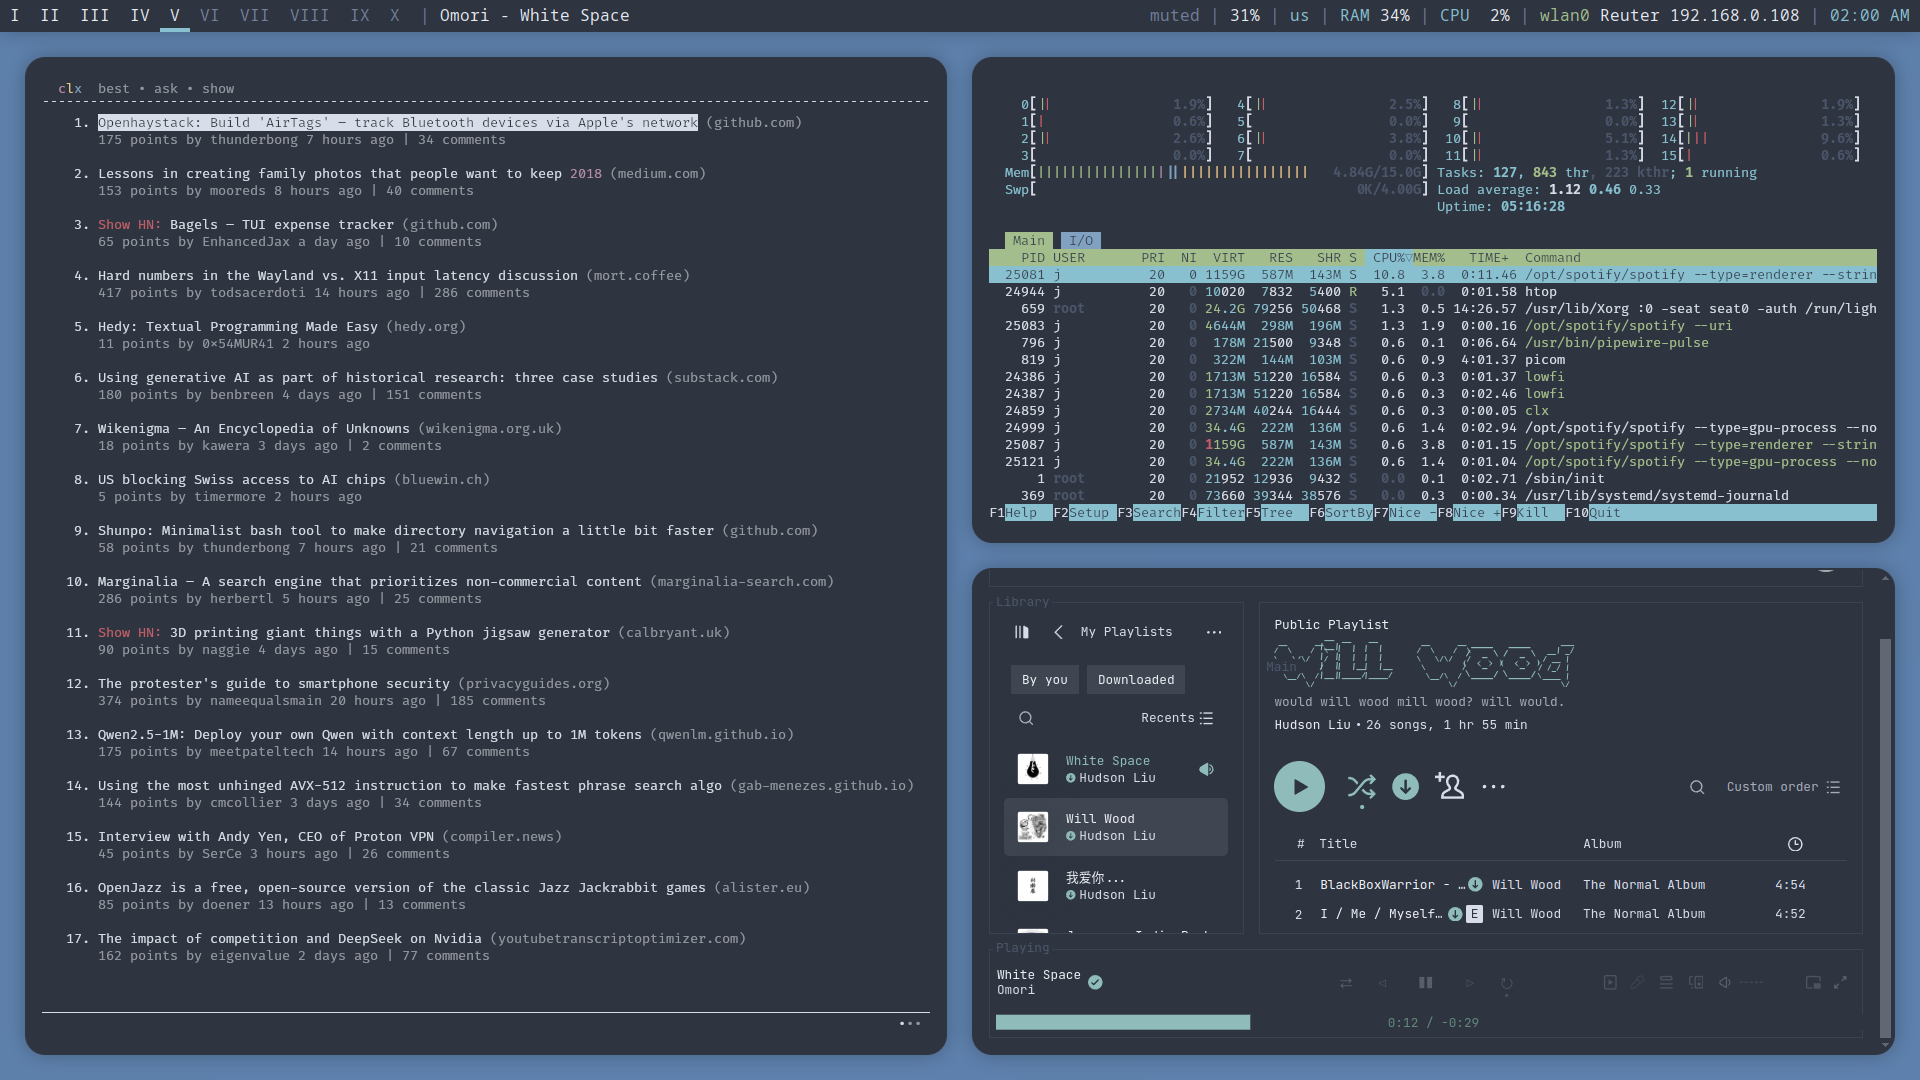 I II III IV V VI VII VIII IX X | Omori - White Space
muted | 31% | us | RAM 34% | CPU 2% | wlan0 Reuter 192.168.0.108 | 02:00 AM
clx best • ask • show
1. Openhaystack: Build 'AirTags' – track Bluetooth devices via Apple's network (github.com)
175 points by thunderbong 7 hours ago | 34 comments
2. Lessons in creating family photos that people want to keep 2018 (medium.com)
153 points by mooreds 8 hours ago | 40 comments
3. Show HN: Bagels – TUI expense tracker (github.com)
65 points by EnhancedJax a day ago | 10 comments
4. Hard numbers in the Wayland vs. X11 input latency discussion (mort.coffee)
417 points by todsacerdoti 14 hours ago | 286 comments
5. Hedy: Textual Programming Made Easy (hedy.org)
11 points by 0×54MUR41 2 hours ago
6. Using generative AI as part of historical research: three case studies (substack.com)
180 points by benbreen 4 days ago | 151 comments
7. Wikenigma – An Encyclopedia of Unknowns (wikenigma.org.uk)
18 points by kawera 3 days ago | 2 comments
8. US blocking Swiss access to AI chips (bluewin.ch)
5 points by timermore 2 hours ago
9. Shunpo: Minimalist bash tool to make directory navigation a little bit faster (github.com)
58 points by thunderbong 7 hours ago | 21 comments
10. Marginalia – A search engine that prioritizes non-commercial content (marginalia-search.com)
286 points by herbertl 5 hours ago | 25 comments
11. Show HN: 3D printing giant things with a Python jigsaw generator (calbryant.uk)
90 points by naggie 4 days ago | 15 comments
12. The protester's guide to smartphone security (privacyguides.org)
374 points by nameequalsmain 20 hours ago | 185 comments
13. Qwen2.5-1M: Deploy your own Qwen with context length up to 1M tokens (qwenlm.github.io)
175 points by meetpateltech 14 hours ago | 67 comments
14. Using the most unhinged AVX-512 instruction to make fastest phrase search algo (gab-menezes.github.io)
144 points by cmcollier 3 days ago | 34 comments
15. Interview with Andy Yen, CEO of Proton VPN (compiler.news)
45 points by SerCe 3 hours ago | 26 comments
16. OpenJazz is a free, open-source version of the classic Jazz Jackrabbit games (alister.eu)
85 points by doener 13 hours ago | 13 comments
17. The impact of competition and DeepSeek on Nvidia (youtubetranscriptoptimizer.com)
162 points by eigenvalue 2 days ago | 77 comments
0[|| 1.9%] 4[|| 2.5%] 8[|| 1.3%] 12[|| 1.9%]
1[| 0.6%] 5[ 0.0%] 9[ 0.0%] 13[|| 1.3%]
2[|| 2.6%] 6[|| 3.8%] 10[|| 5.1%] 14[||| 9.6%]
3[ 0.0%] 7[ 0.0%] 11[|| 1.3%] 15[| 0.6%]
Mem[||||||||||||||||||||||||||||||||| 4.84G/15.0G] Tasks: 127, 843 thr, 223 kthr; 1 running
Swp[ 0K/4.00G] Load average: 1.12 0.46 0.33
Uptime: 05:16:28
Main I/O
PID USER PRI NI VIRT RES SHR S CPU%▽MEM% TIME+ Command
25081 j 20 0 1159G 587M 143M S 10.8 3.8 0:11.46 /opt/spotify/spotify --type=renderer --strin
24944 j 20 0 10020 7832 5400 R 5.1 0.0 0:01.58 htop
659 root 20 0 24.2G 79256 50468 S 1.3 0.5 14:26.57 /usr/lib/Xorg :0 -seat seat0 -auth /run/ligh
25083 j 20 0 4644M 298M 196M S 1.3 1.9 0:00.16 /opt/spotify/spotify --uri
796 j 20 0 178M 21500 9348 S 0.6 0.1 0:06.64 /usr/bin/pipewire-pulse
819 j 20 0 322M 144M 103M S 0.6 0.9 4:01.37 picom
24386 j 20 0 1713M 51220 16584 S 0.6 0.3 0:01.37 lowfi
24387 j 20 0 1713M 51220 16584 S 0.6 0.3 0:02.46 lowfi
24859 j 20 0 2734M 40244 16444 S 0.6 0.3 0:00.05 clx
24999 j 20 0 34.4G 222M 136M S 0.6 1.4 0:02.94 /opt/spotify/spotify --type=gpu-process --no
25087 j 20 0 1159G 587M 143M S 0.6 3.8 0:01.15 /opt/spotify/spotify --type=renderer --strin
25121 j 20 0 34.4G 222M 136M S 0.6 1.4 0:01.04 /opt/spotify/spotify --type=gpu-process --no
1 root 20 0 21952 12936 9432 S 0.0 0.1 0:02.71 /sbin/init
369 root 20 0 73660 39344 38576 S 0.0 0.3 0:00.34 /usr/lib/systemd/systemd-journald
F1Help F2Setup F3SearchF4FilterF5Tree F6SortByF7Nice -F8Nice +F9Kill F10Quit
Library
My Playlists
By you Downloaded
Recents
White Space
Hudson Liu
Will Wood
Hudson Liu
我爱你...
Hudson Liu
Main
Public Playlist
would will wood mill wood? will would.
Hudson Liu • 26 songs, 1 hr 55 min
Custom order
# Title Album
1 BlackBoxWarrior - … Will Wood The Normal Album 4:54
2 I / Me / Myself… E Will Wood The Normal Album 4:52
Playing
White Space
Omori
0:12 / -0:29